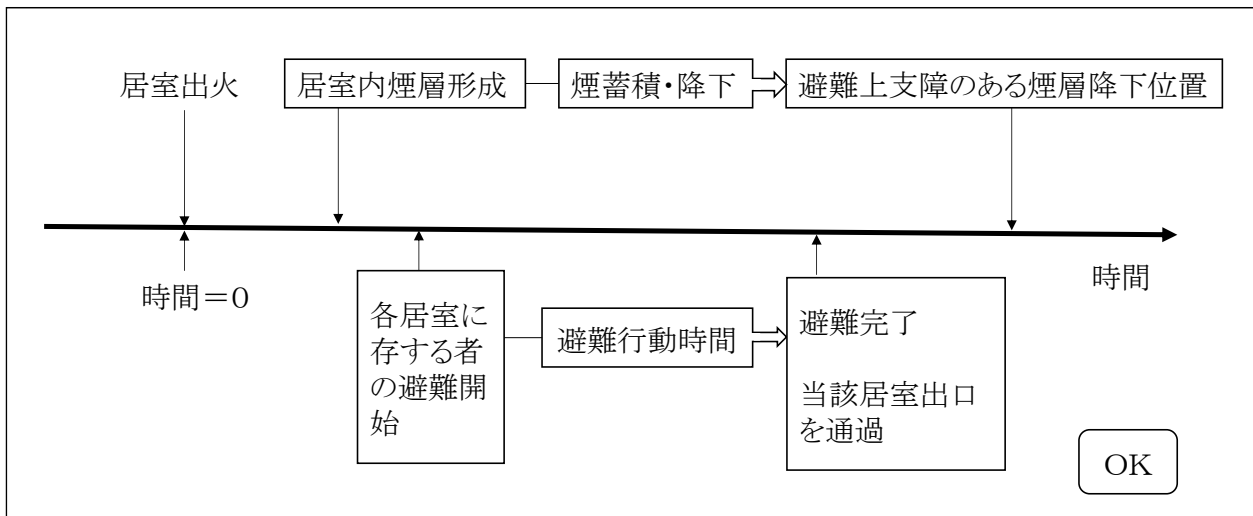 居室出火
居室内煙層形成
煙蓄積・降下
避難上支障のある煙層降下位置
時間
時間＝0
各居室に
存する者
の避難開
始
避難行動時間
避難完了
当該居室出口
を通過
OK